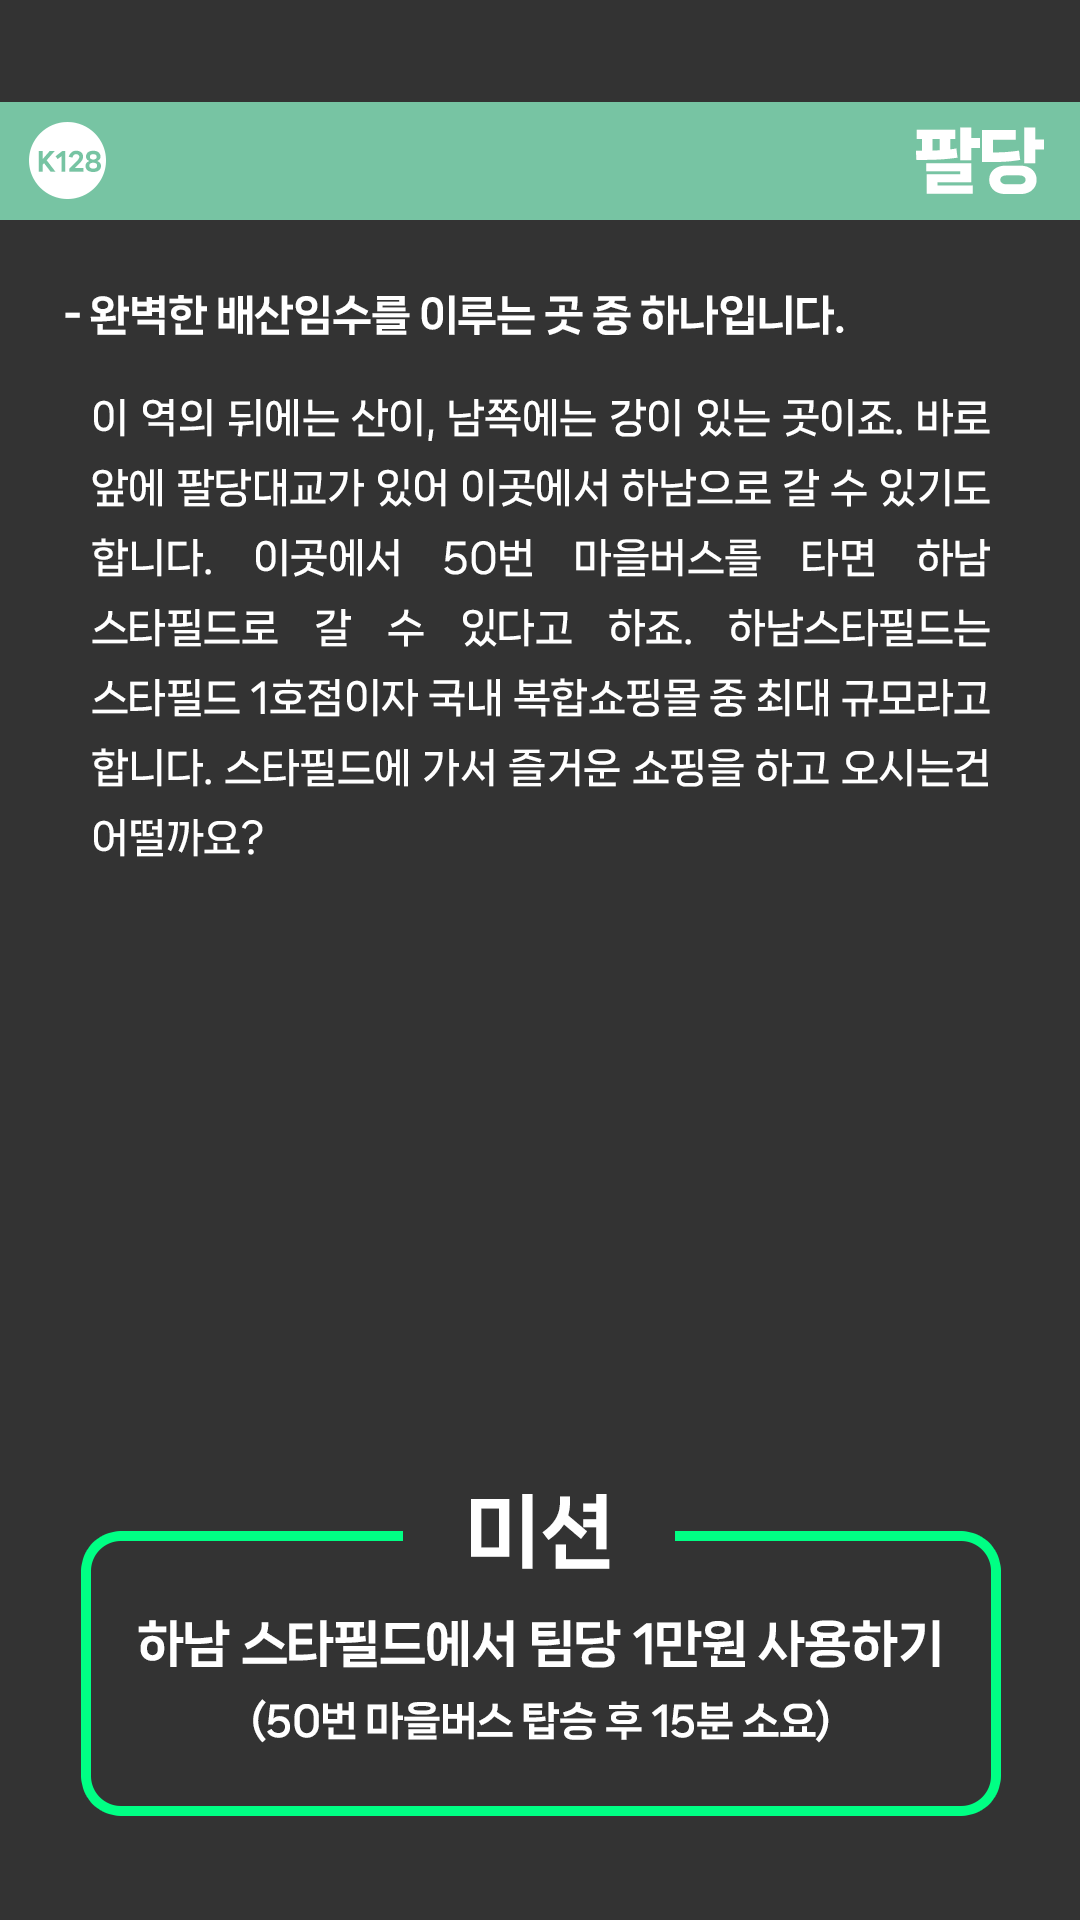 K128
팔당
- 완벽한 배산임수를 이루는 곳 중 하나입니다.
이 역의 뒤에는 산이, 남쪽에는 강이 있는 곳이죠. 바로
앞에 팔당대교가 있어 이곳에서 하남으로 갈 수 있기도
합니다. 이곳에서 50번 마을버스를 타면 하남
스타필드로 갈 수 있다고 하죠. 하남스타필드는
스타필드 1호점이자 국내 복합쇼핑몰 중 최대 규모라고
합니다. 스타필드에 가서 즐거운 쇼핑을 하고 오시는건
어떨까요?
미션
하남 스타필드에서 팀당 1만원 사용하기
(50번 마을버스 탑승 후 15분 소요)